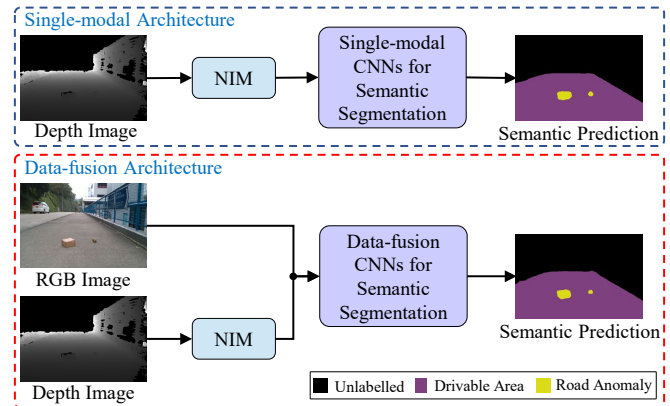 Single-modal Architecture
NIM
Single-modal
CNNs for
Semantic
Segmentation
Depth Image
Semantic Prediction
Data-fusion Architecture
RGB Image
Data-fusion
CNNs for
Semantic
Segmentation
NIM
Semantic Prediction
Depth Image
Unlabelled
Drivable Area
Road Anomaly